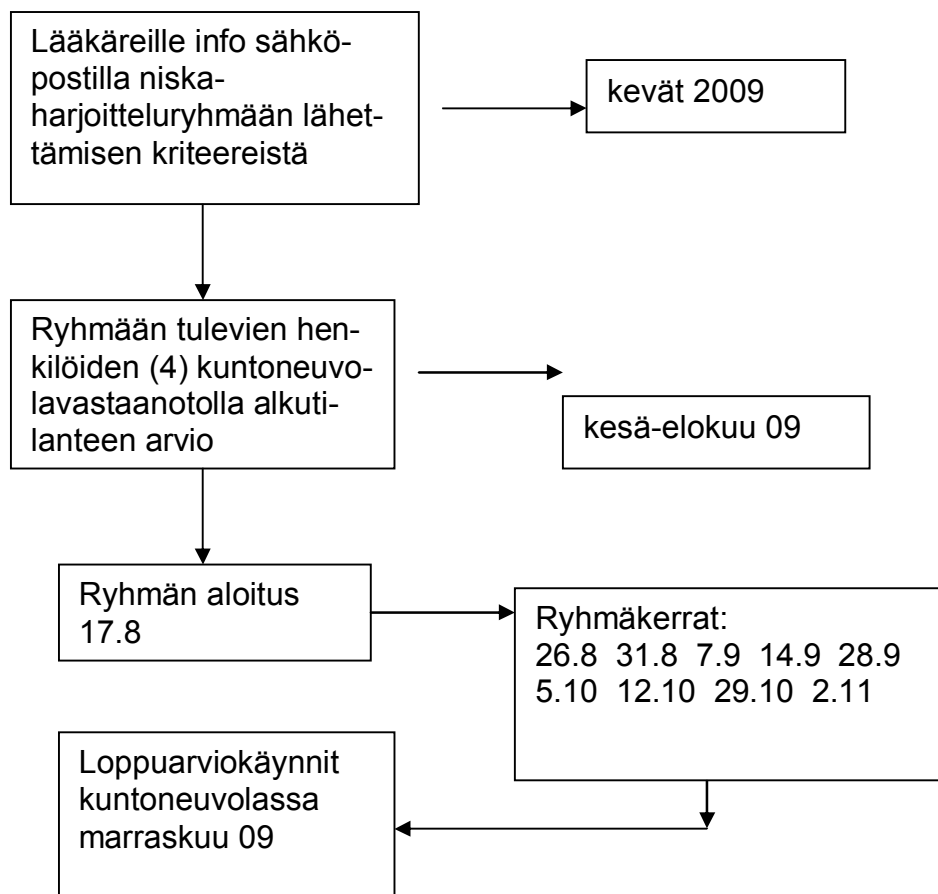 Lääkäreille info sähkö-
postilla niska-
harjoitteluryhmään lähet-
tämisen kriteereistä
kevät 2009
Ryhmään tulevien hen-
kilöiden (4) kuntoneuvo-
lavastaanotolla alkuti-
lanteen arvio
kesä-elokuu 09
Ryhmän aloitus
17.8
Ryhmäkerrat:
26.8 31.8 7.9 14.9 28.9
5.10 12.10 29.10 2.11
Loppuarviokäynnit
kuntoneuvolassa
marraskuu 09